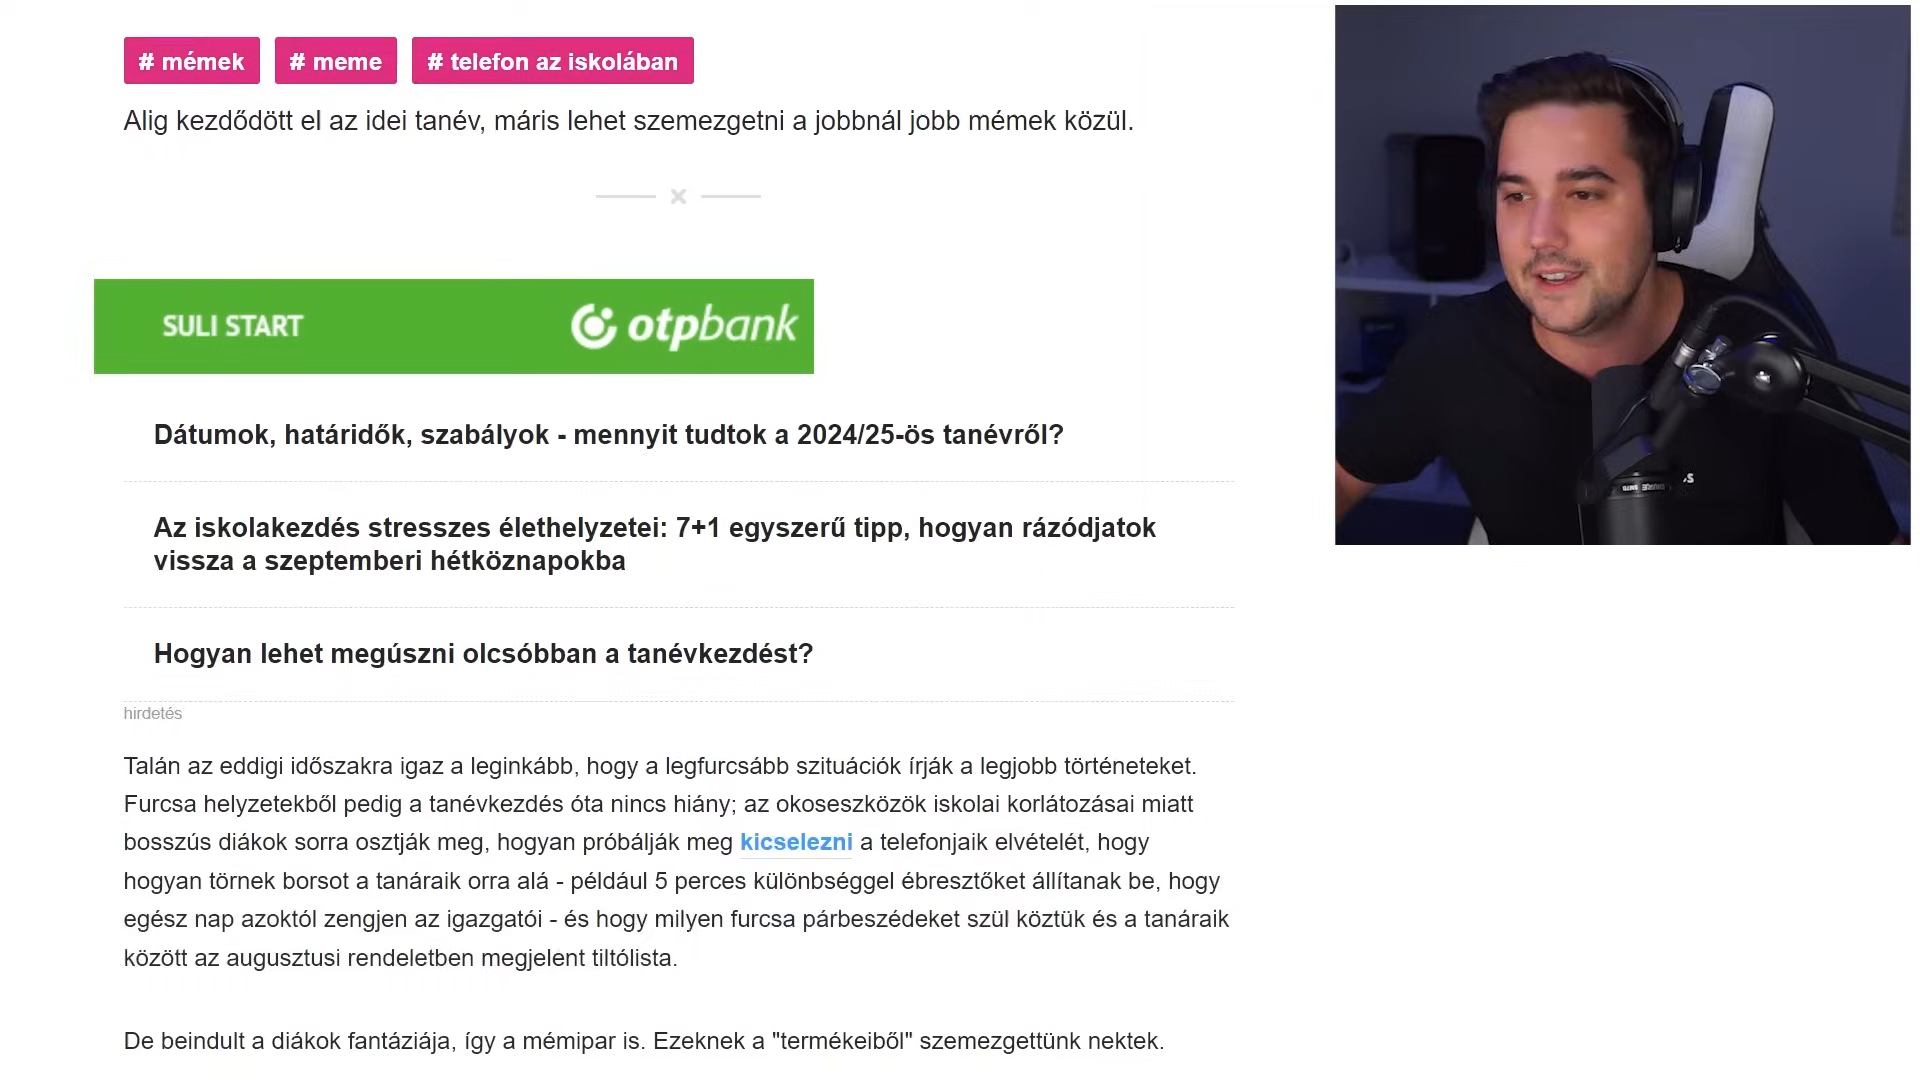 # mémek # meme # telefon az iskolában
Alig kezdődött el az idei tanév, máris lehet szemezgetni a jobbnál jobb mémek közül.
SULI START otpbank
Dátumok, határidők, szabályok - mennyit tudtok a 2024/25-ös tanévről?
Az iskolakezdés stresszes élethelyzetei: 7+1 egyszerű tipp, hogyan rázódjatok
vissza a szeptemberi hétköznapokba
Hogyan lehet megúszni olcsóbban a tanévkezdést?
hirdetés
Talán az eddigi időszakra igaz a leginkább, hogy a legfurcsább szituációk írják a legjobb történeteket.
Furcsa helyzetekből pedig a tanévkezdés óta nincs hiány; az okoseszközök iskolai korlátozásai miatt
bosszús diákok sorra osztják meg, hogyan próbálják meg kicselezni a telefonjaik elvételét, hogy
hogyan törnek borsot a tanáraik orra alá - például 5 perces különbséggel ébresztőket állítanak be, hogy
egész nap azoktól zengjen az igazgatói - és hogy milyen furcsa párbeszédeket szül köztük és a tanáraik
között az augusztusi rendeletben megjelent tiltólista.
De beindult a diákok fantáziája, így a mémipar is. Ezeknek a "termékeiből" szemezgettünk nektek.